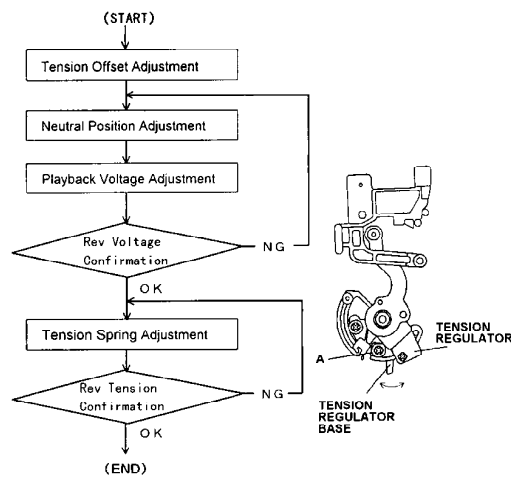 (START)
Tension Offset Adjustment
Neutral Position Adjustment
Playback Voltage Adjustment
Rev Voltage
Confirmation
NG
OK
Tension Spring Adjustment
Rev Tension
Confirmation
NG
OK
(END)
A
TENSION
REGULATOR
TENSION
REGULATOR
BASE